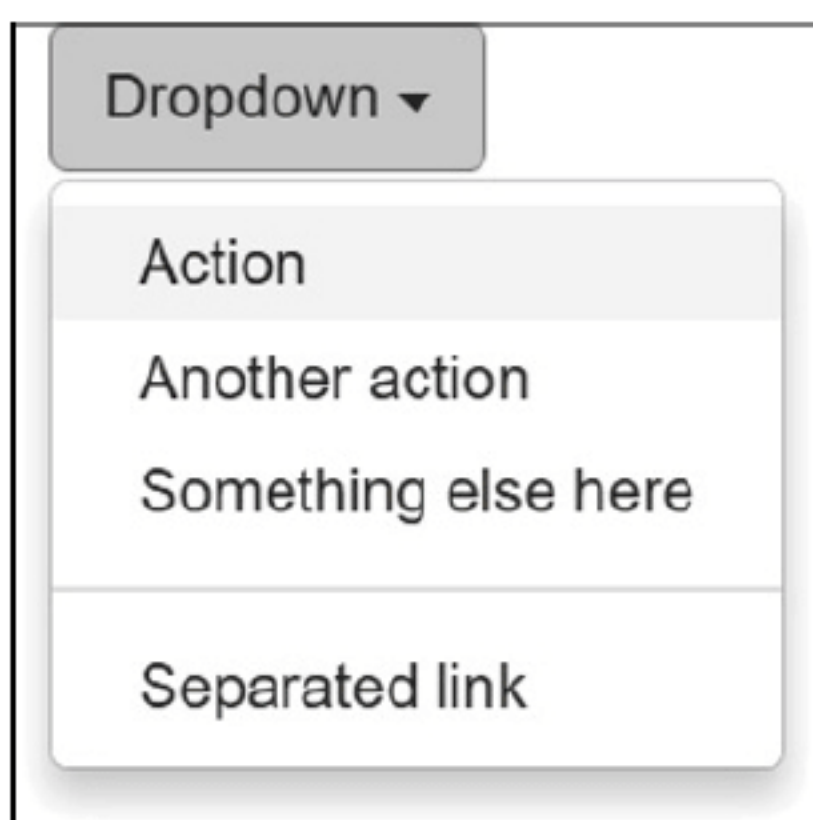 Dropdown
Action
Another action
Something else here
Separated link